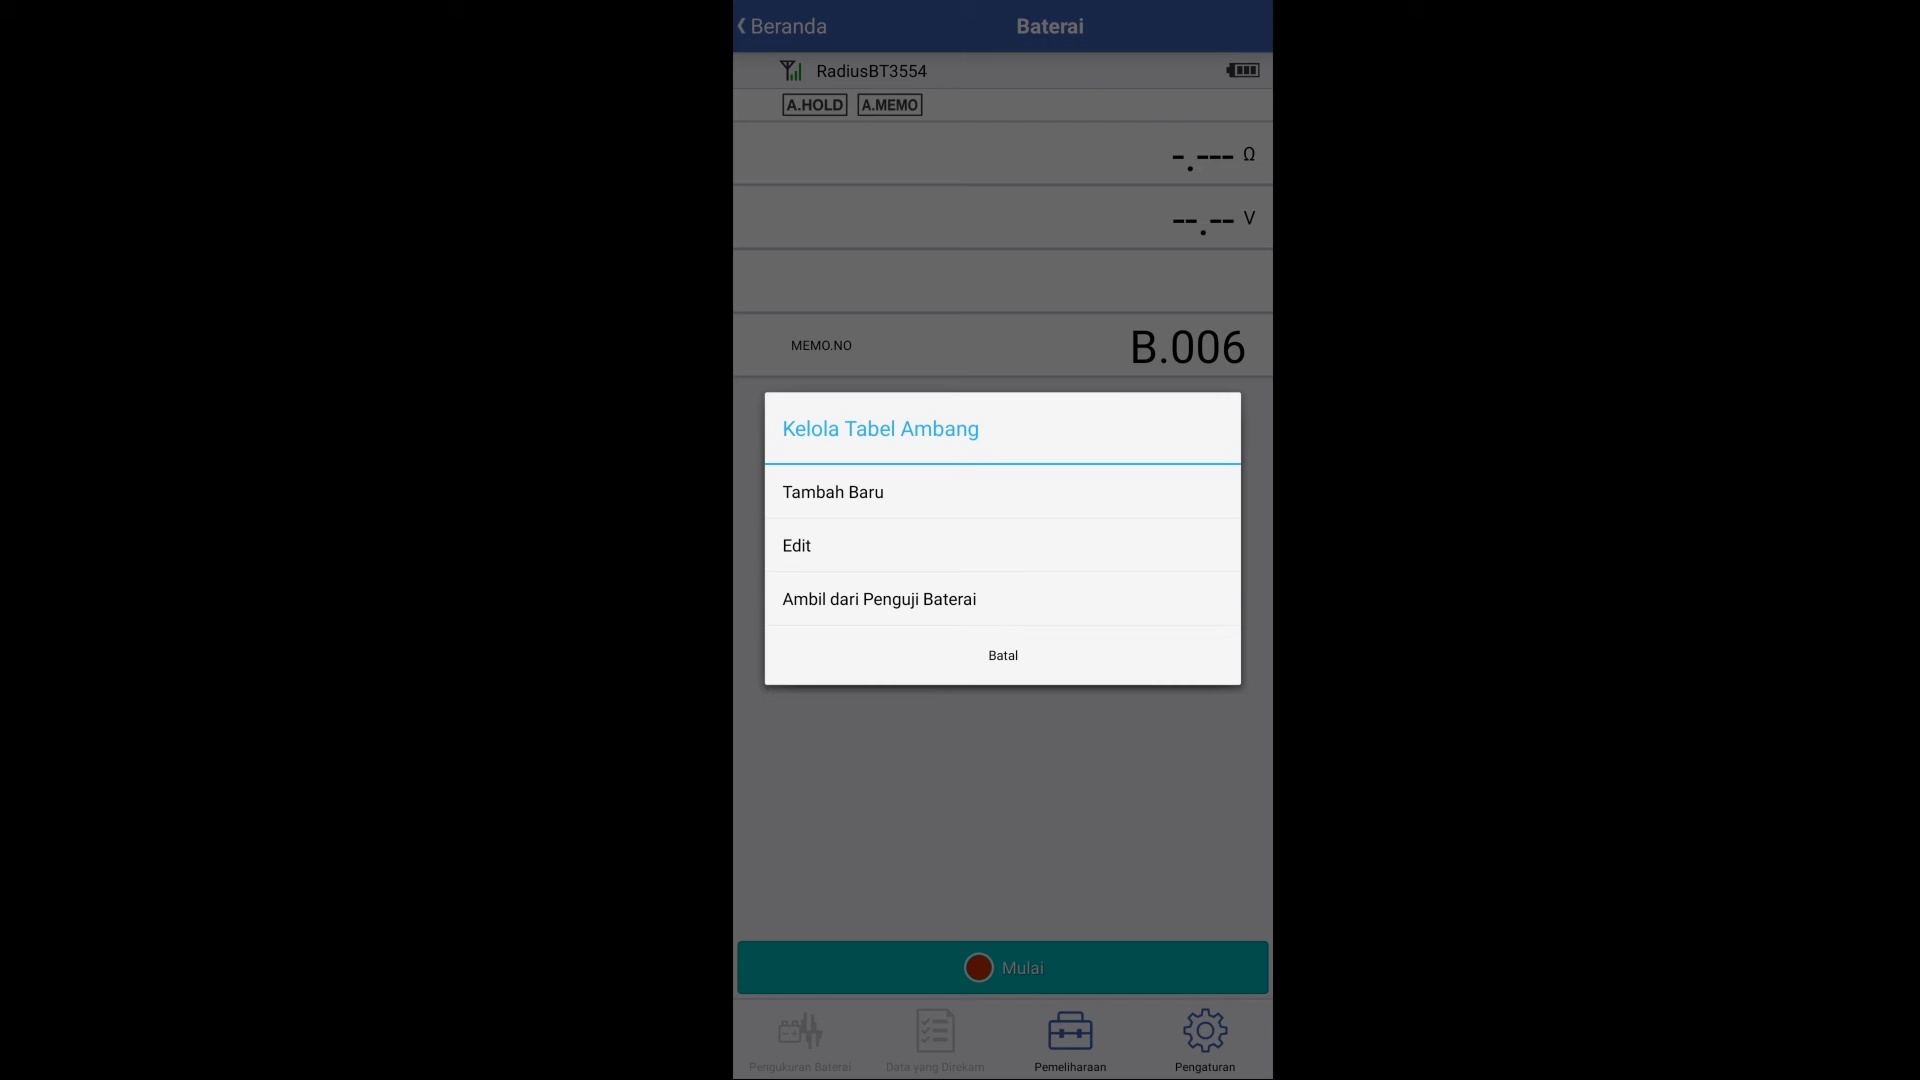 Beranda
Baterai
RadiusBT3554
A.HOLD A.MEMO
-.--- Ω
--.-- V
MEMO.NO B.006
Kelola Tabel Ambang
Tambah Baru
Edit
Ambil dari Penguji Baterai
Batal
Mulai
Pengukuran Baterai
Data yang Direkam
Pemeliharaan
Pengaturan